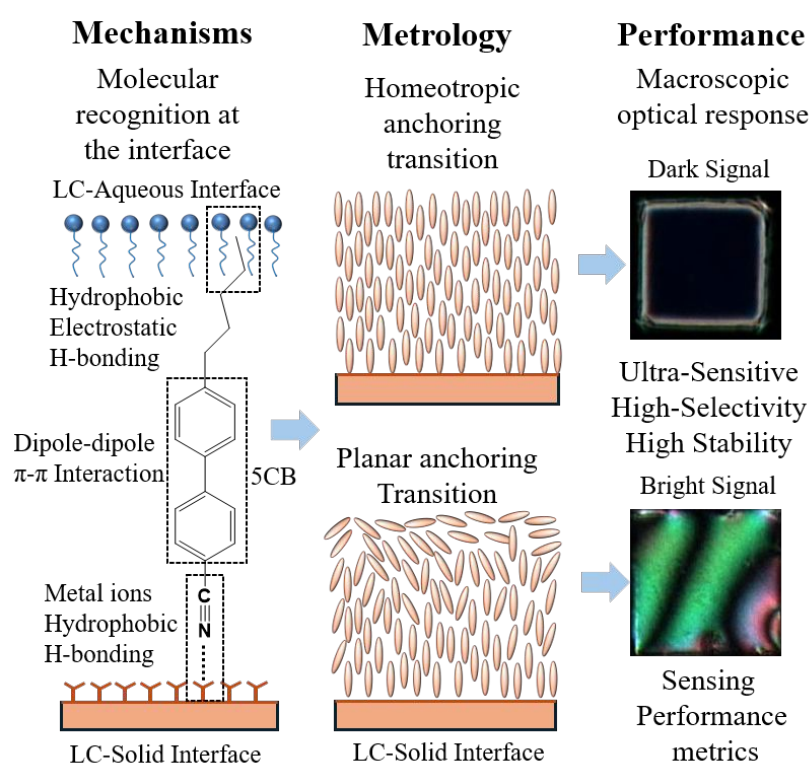 Mechanisms
Molecular
recognition at
the interface
LC-Aqueous Interface
Hydrophobic
Electrostatic
H-bonding
Dipole-dipole
π-π Interaction
5CB
Metal ions
Hydrophobic
H-bonding
C
N
LC-Solid Interface
Metrology
Homeotropic
anchoring
transition
Planar anchoring
Transition
LC-Solid Interface
Performance
Macroscopic
optical response
Dark Signal
Ultra-Sensitive
High-Selectivity
High Stability
Bright Signal
Sensing
Performance
metrics